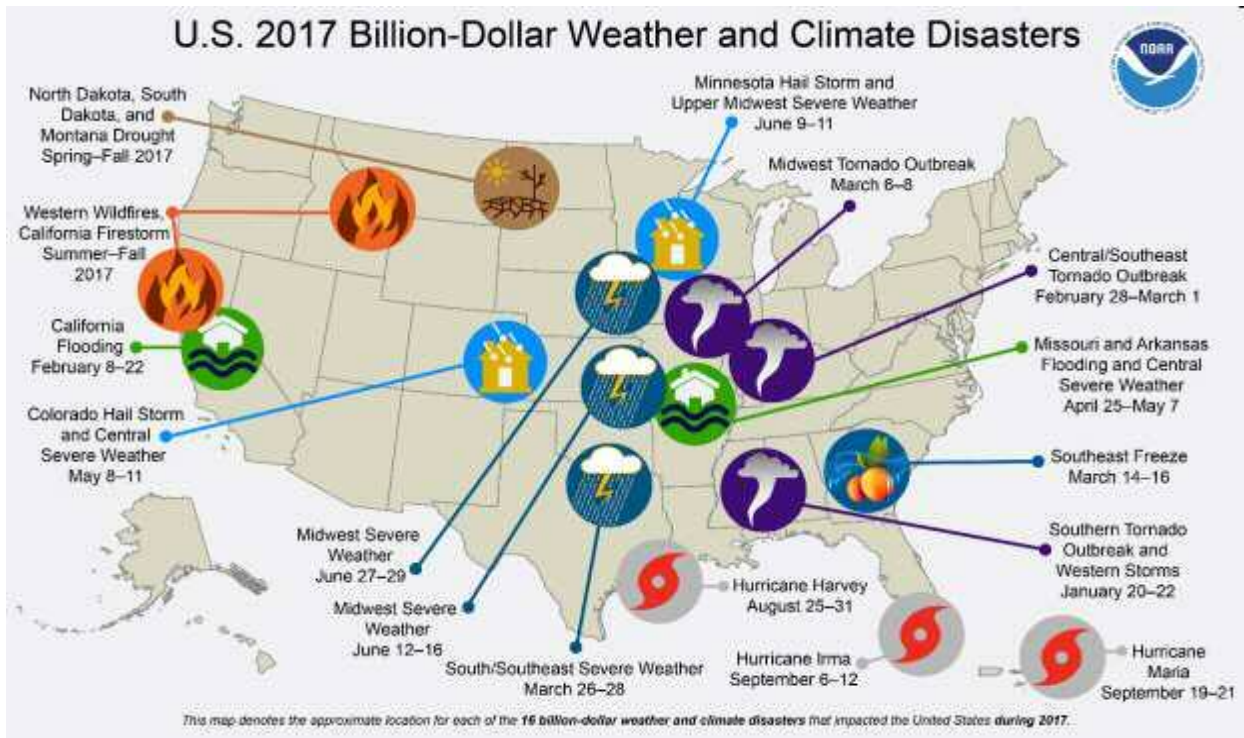 U.S. 2017 Billion-Dollar Weather and Climate Disasters
NOAA
North Dakota, South
Dakota, and
Montana Drought
Spring–Fall 2017
Western Wildfires,
California Firestorm
Summer–Fall
2017
California
Flooding
February 8–22
Colorado Hail Storm
and Central
Severe Weather
May 8–11
Minnesota Hail Storm and
Upper Midwest Severe Weather
June 9–11
Midwest Tornado Outbreak
March 6–8
Central/Southeast
Tornado Outbreak
February 28–March 1
Missouri and Arkansas
Flooding and Central
Severe Weather
April 25–May 7
Southeast Freeze
March 14–16
Southern Tornado
Outbreak and
Western Storms
January 20–22
Midwest Severe
Weather
June 27–29
Midwest Severe
Weather
June 12–16
South/Southeast Severe Weather
March 26–28
Hurricane Harvey
August 25–31
Hurricane Irma
September 6–12
Hurricane
Maria
September 19–21
This map denotes the approximate location for each of the 16 billion-dollar weather and climate disasters that impacted the United States during 2017.